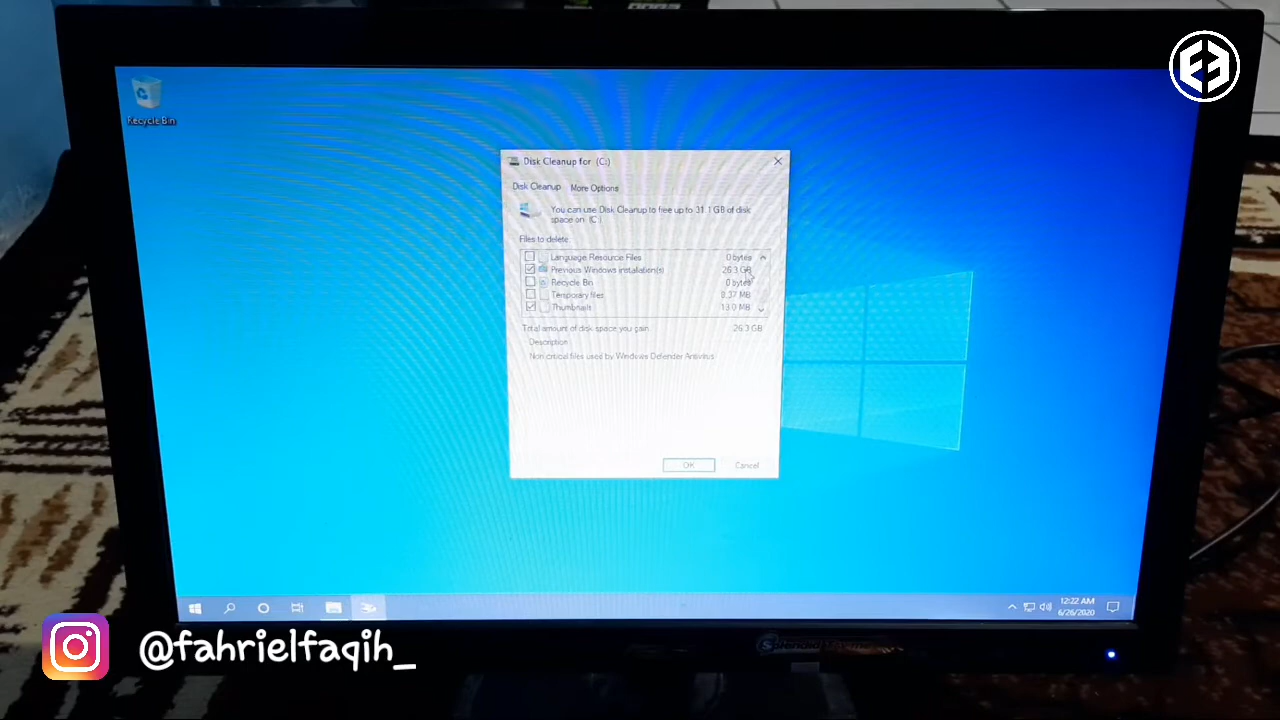 Recycle Bin
Disk Cleanup for (C:)
Disk Cleanup More Options
You can use Disk Cleanup to free up to 31.1 GB of disk
space on (C:).
Files to delete:
Language Resource Files 0 bytes
Previous Windows installation(s) 26.3 GB
Recycle Bin 0 bytes
Temporary files 8.37 MB
Thumbnails 13.0 MB
Total amount of disk space you gain: 26.3 GB
Description
Non critical files used by Windows Defender Antivirus
OK Cancel
12:22 AM
6/26/2020
@fahrielfaqih_